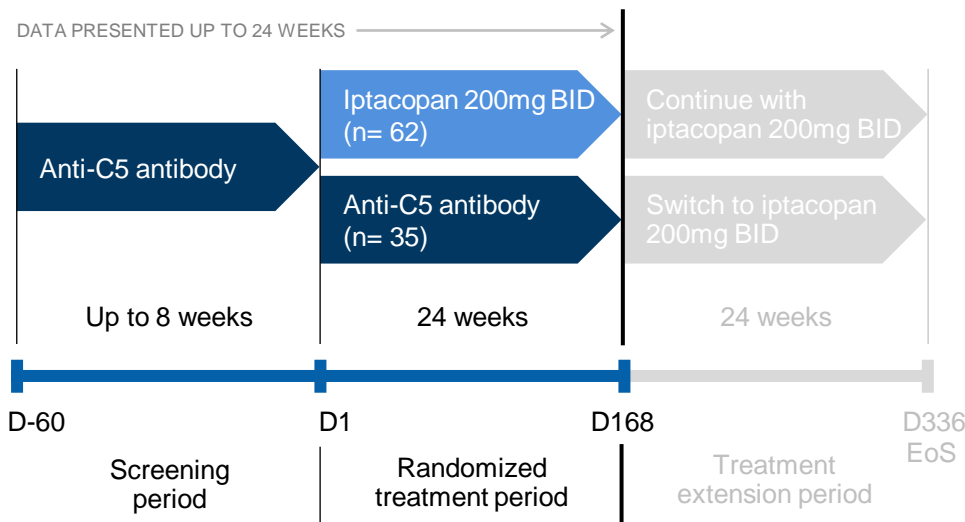 DATA PRESENTED UP TO 24 WEEKS
Anti-C5 antibody
Iptacopan 200mg BID
(n= 62)
Anti-C5 antibody
(n= 35)
Continue with
iptacopan 200mg BID
Switch to iptacopan
200mg BID
Up to 8 weeks
24 weeks
24 weeks
D-60
D1
D168
D336
EoS
Screening
period
Randomized
treatment period
Treatment
extension period